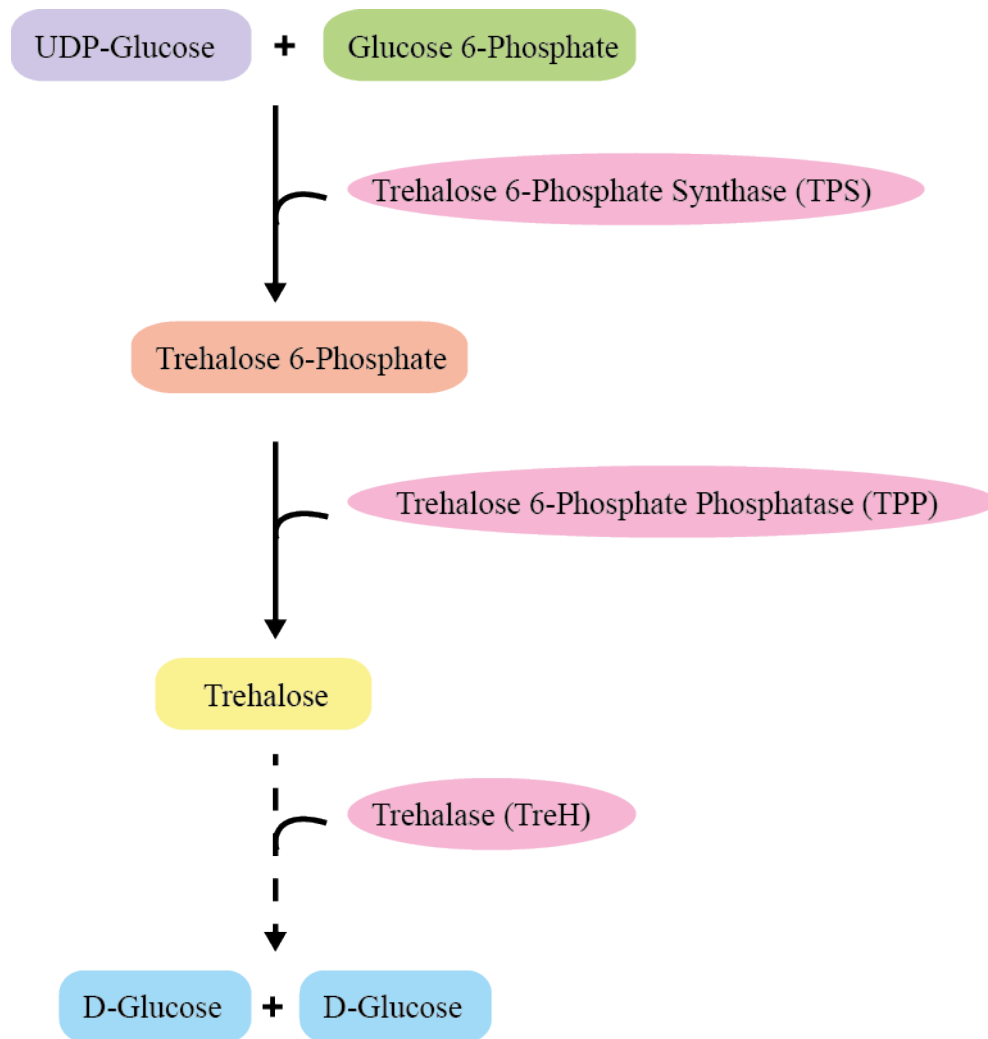 UDP-Glucose + Glucose 6-Phosphate
Trehalose 6-Phosphate Synthase (TPS)
Trehalose 6-Phosphate
Trehalose 6-Phosphate Phosphatase (TPP)
Trehalose
Trehalase (TreH)
D-Glucose + D-Glucose